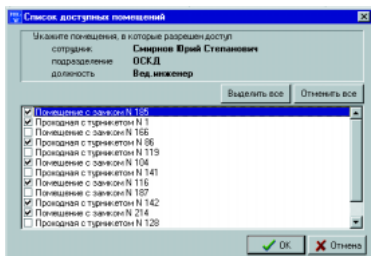 Список доступных помещений
Укажите помещения, в которые разрешен доступ
сотрудник Смирнов Юрий Степанович
подразделение ОСКД
должность Вед.инженер
Выделить все Отменить все
Помещение с замком N 185
Проходная с турникетом N 1
Помещение с замком N 166
Проходная с турникетом N 86
Проходная с турникетом N 119
Помещение с замком N 104
Проходная с турникетом N 141
Помещение с замком N 116
Помещение с замком N 187
Проходная с турникетом N 142
Помещение с замком N 214
Проходная с турникетом N 128
OK Отмена